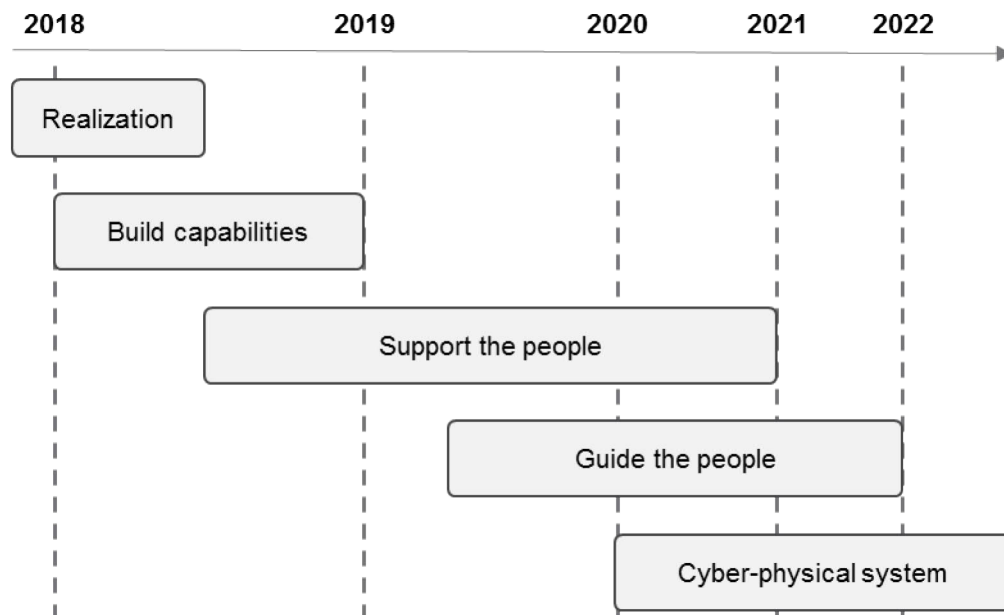 2018 2019 2020 2021 2022
Realization
Build capabilities
Support the people
Guide the people
Cyber-physical system